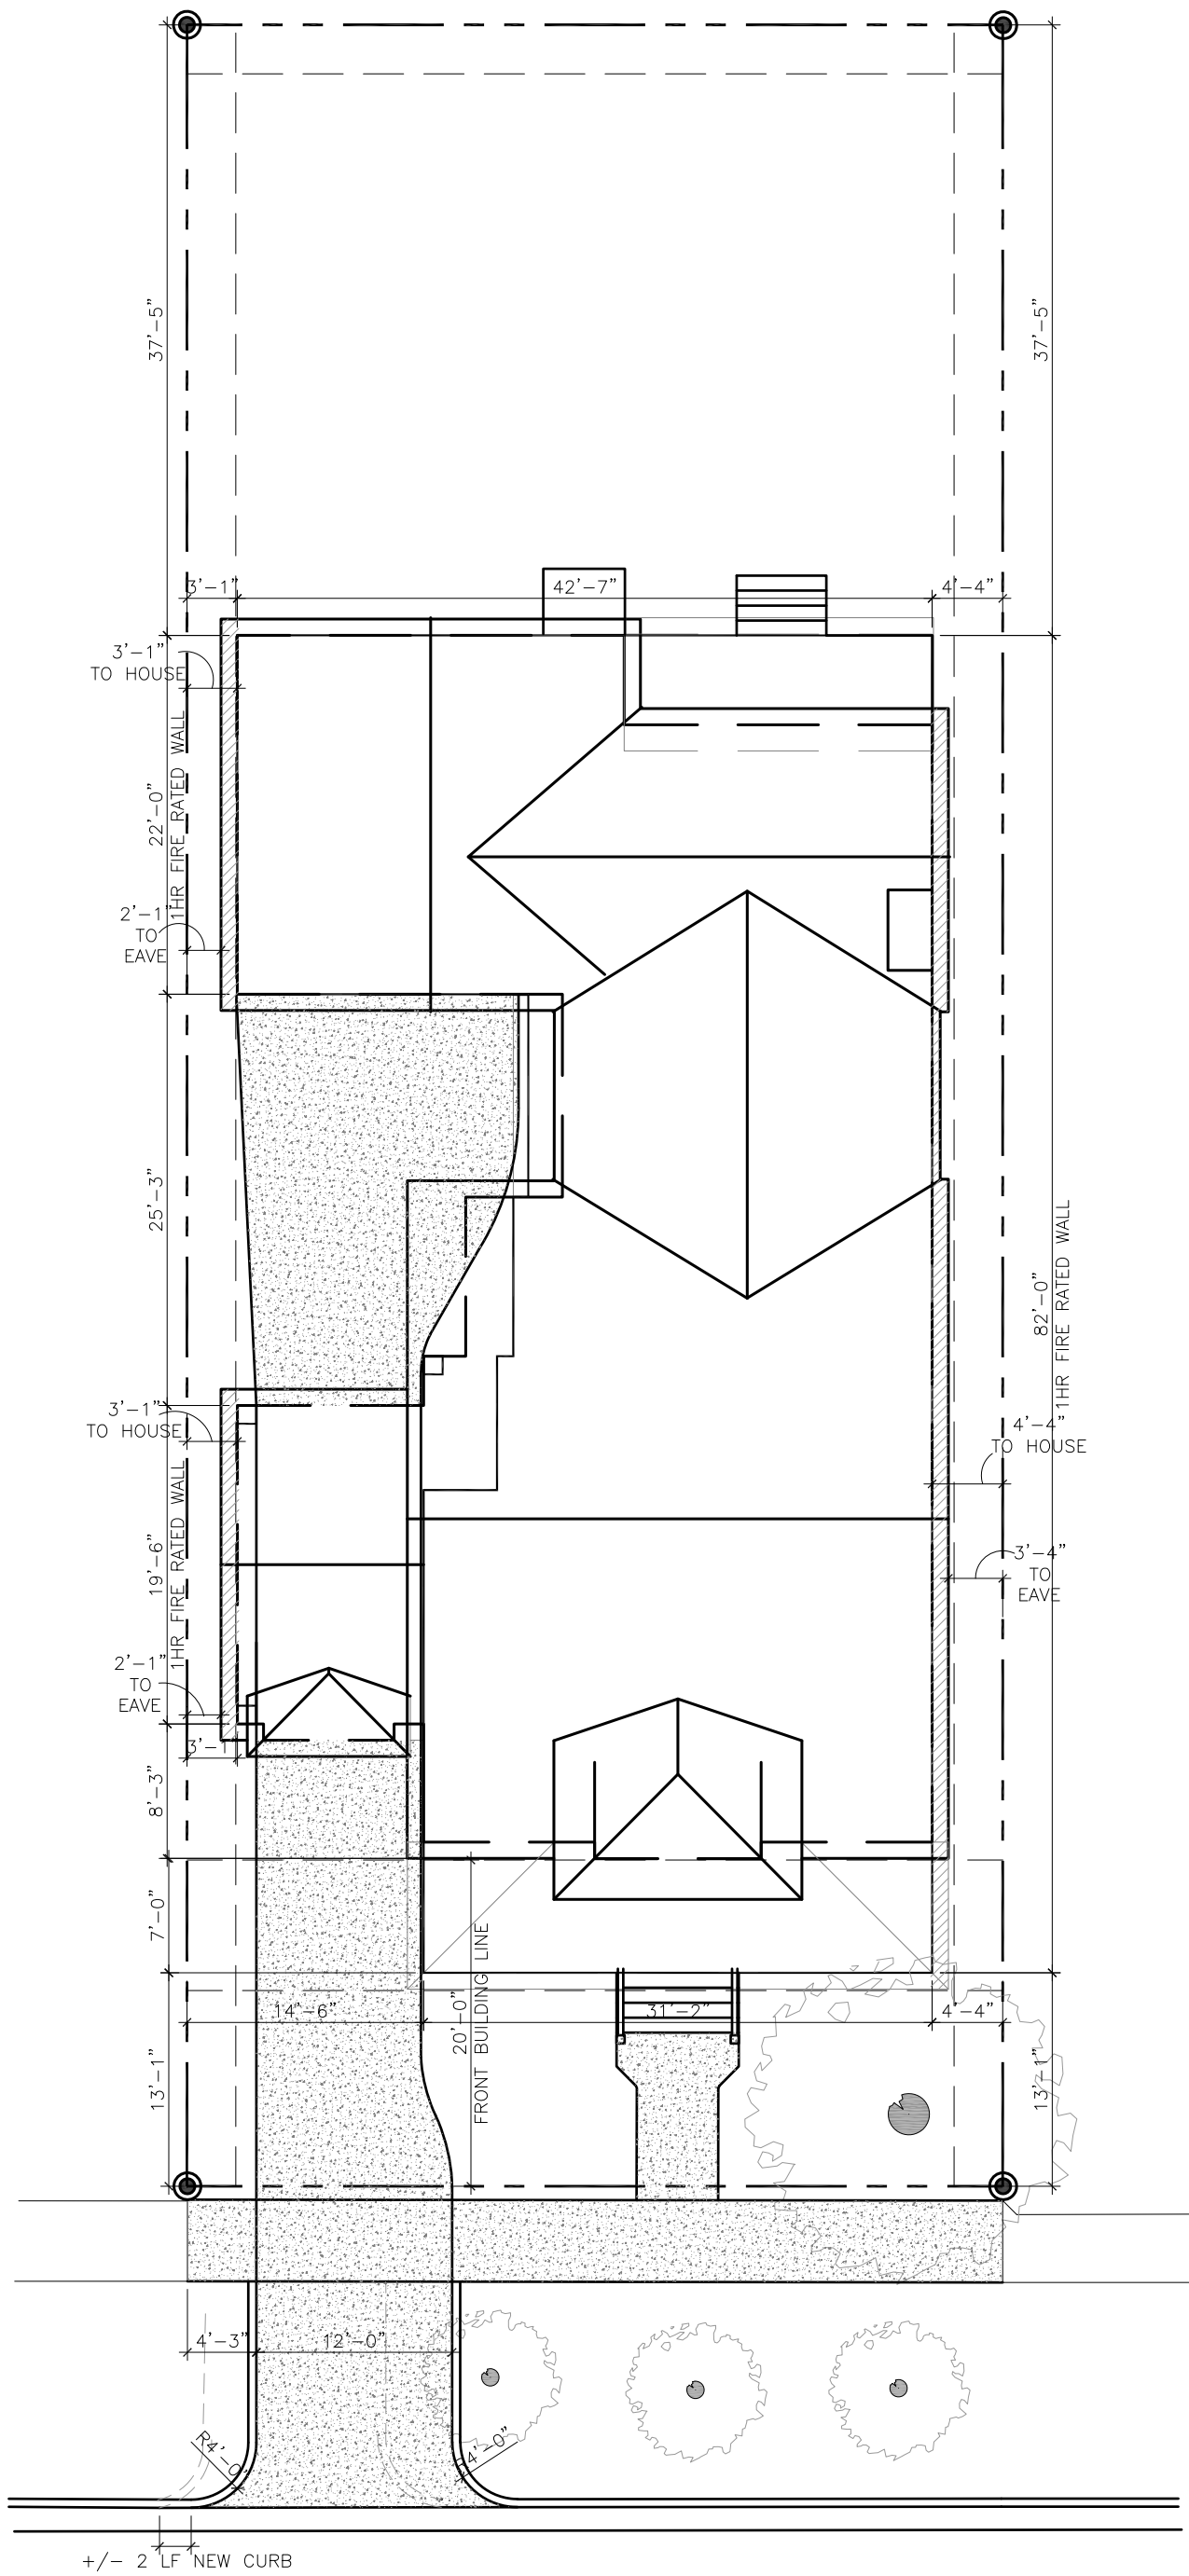 37'-5"
37'-5"
3'-1"
42'-7"
4'-4"
3'-1"
TO HOUSE
1HR FIRE RATED WALL
22'-0"
2'-1"
TO
EAVE
25'-3"
82'-0"
1HR FIRE RATED WALL
3'-1"
TO HOUSE
4'-4"
TO HOUSE
1HR FIRE RATED WALL
19'-6"
3'-4"
TO
EAVE
2'-1"
TO
EAVE
3'-1"
8'-3"
7'-0"
20'-0"
FRONT BUILDING LINE
14'-6"
31'-2"
4'-4"
13'-1"
13'-1"
4'-3"
12'-0"
R4'-0"
4'-0"
+/- 2 LF NEW CURB